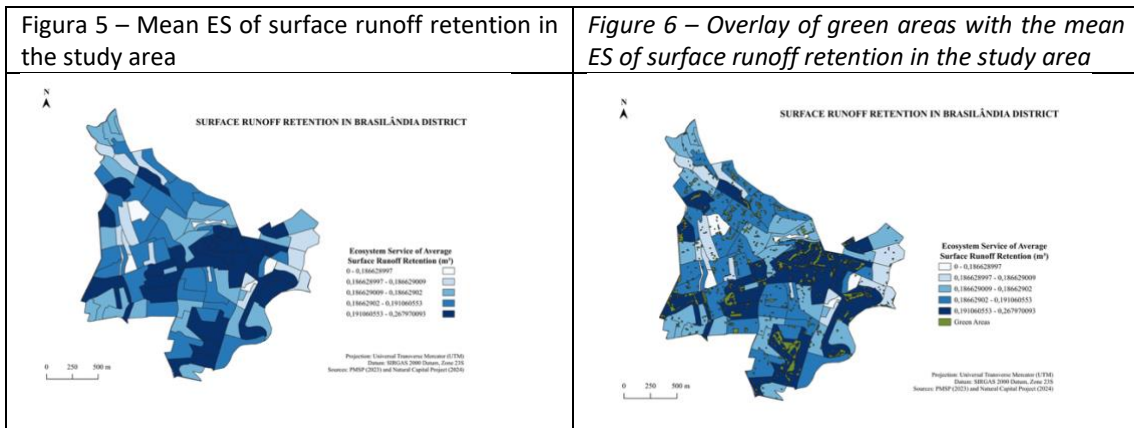 Figura 5 – Mean ES of surface runoff retention in
the study area
Figure 6 – Overlay of green areas with the mean
ES of surface runoff retention in the study area
N
SURFACE RUNOFF RETENTION IN BRASILÂNDIA DISTRICT
Ecosystem Service of Average
Surface Runoff Retention (m³)
0 - 0,186628997
0,186628997 - 0,186629009
0,186629009 - 0,18662902
0,18662902 - 0,191060553
0,191060553 - 0,267970093
0 250 500 m
Projection: Universal Transverse Mercator (UTM)
Datum: SIRGAS 2000 Datum, Zone 23S
Sources: PMSP (2023) and Natural Capital Project (2024)
N
SURFACE RUNOFF RETENTION IN BRASILÂNDIA DISTRICT
Ecosystem Service of Average
Surface Runoff Retention (m³)
0 - 0,186628997
0,186628997 - 0,186629009
0,186629009 - 0,18662902
0,18662902 - 0,191060553
0,191060553 - 0,267970093
Green Areas
0 250 500 m
Projection: Universal Transverse Mercator (UTM)
Datum: SIRGAS 2000 Datum, Zone 23S
Sources: PMSP (2023) and Natural Capital Project (2024)